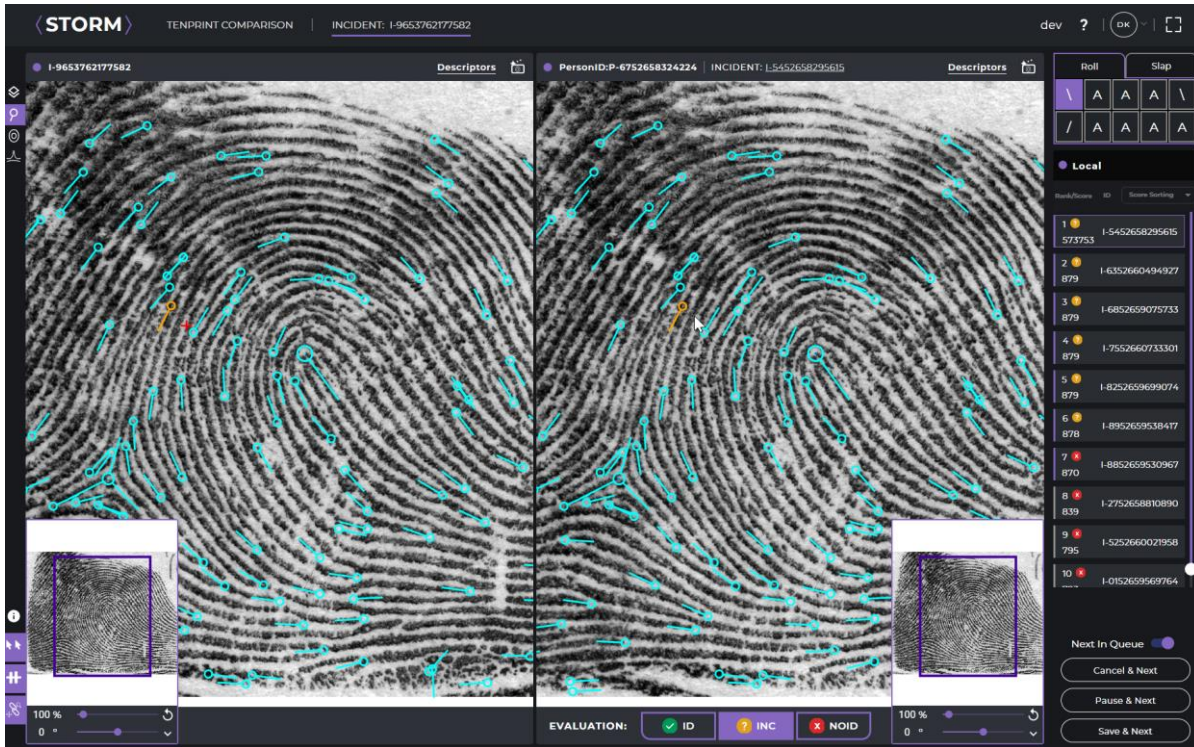 ⟨STORM⟩ TENPRINT COMPARISON | INCIDENT: I-9653762177582 dev ? | DK
I-9653762177582 Descriptors
PersonID:P-6752658324224 | INCIDENT: I-5452658295615 Descriptors
Roll Slap
\ A A A \
/ A A A A
Local
Rank/Score ID Score Sorting
1 ?
573753 I-5452658295615
2 ?
879 I-6352660494927
3 ?
879 I-6852659075733
4 ?
879 I-7552660733301
5 ?
879 I-8252659699074
6 ?
878 I-8952659538417
7 x
870 I-8852659530967
8 x
839 I-2752658810890
9 x
795 I-5252660021958
10 x
I-0152659569764
Next In Queue
Cancel & Next
Pause & Next
Save & Next
100 %
0 °
EVALUATION: ID ? INC x NOID
100 %
0 °